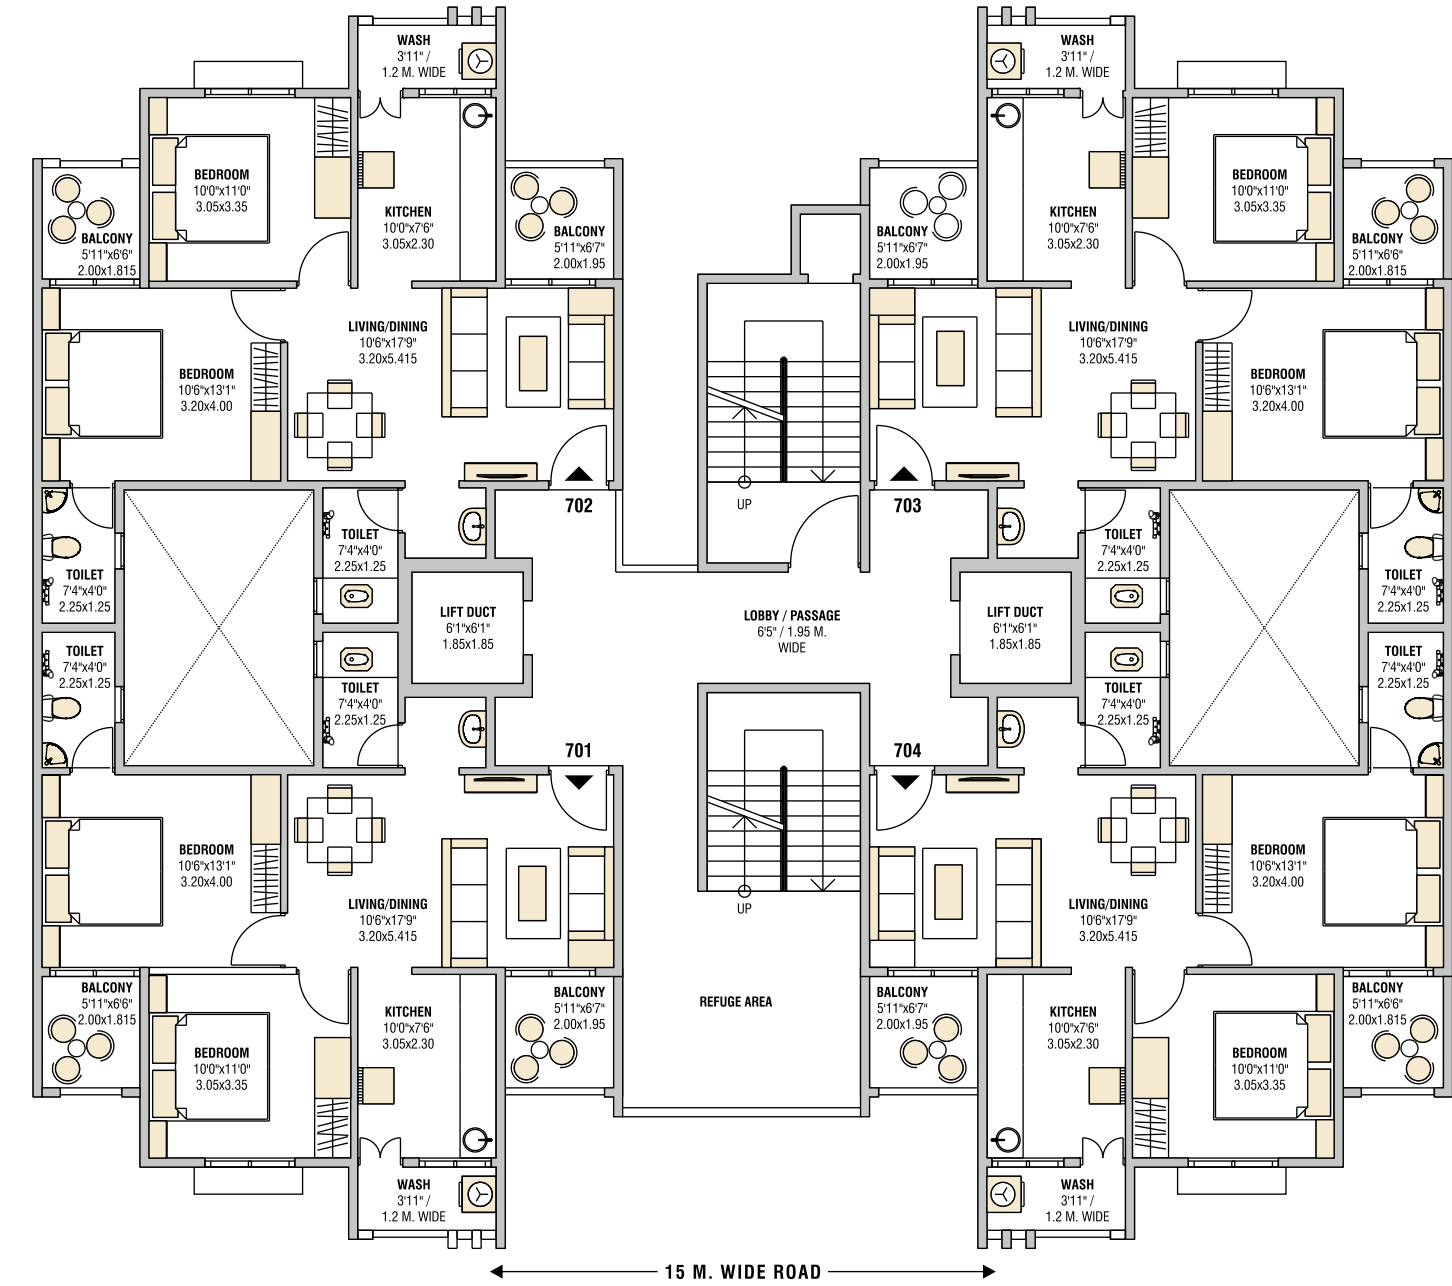 WASH
3'11" /
1.2 M. WIDE
WASH
3'11" /
1.2 M. WIDE
BEDROOM
10'0"x11'0"
3.05x3.35
BEDROOM
10'0"x11'0"
3.05x3.35
KITCHEN
10'0"x7'6"
3.05x2.30
KITCHEN
10'0"x7'6"
3.05x2.30
BALCONY
5'11"x6'6"
2.00x1.815
BALCONY
5'11"x6'7"
2.00x1.95
BALCONY
5'11"x6'7"
2.00x1.95
BALCONY
5'11"x6'6"
2.00x1.815
LIVING/DINING
10'6"x17'9"
3.20x5.415
LIVING/DINING
10'6"x17'9"
3.20x5.415
BEDROOM
10'6"x13'1"
3.20x4.00
BEDROOM
10'6"x13'1"
3.20x4.00
702
UP
703
TOILET
7'4"x4'0"
2.25x1.25
TOILET
7'4"x4'0"
2.25x1.25
TOILET
7'4"x4'0"
2.25x1.25
TOILET
7'4"x4'0"
2.25x1.25
LIFT DUCT
6'1"x6'1"
1.85x1.85
LOBBY / PASSAGE
6'5" / 1.95 M.
WIDE
LIFT DUCT
6'1"x6'1"
1.85x1.85
TOILET
7'4"x4'0"
2.25x1.25
TOILET
7'4"x4'0"
2.25x1.25
TOILET
7'4"x4'0"
2.25x1.25
TOILET
7'4"x4'0"
2.25x1.25
701
704
BEDROOM
10'6"x13'1"
3.20x4.00
BEDROOM
10'6"x13'1"
3.20x4.00
LIVING/DINING
10'6"x17'9"
3.20x5.415
UP
LIVING/DINING
10'6"x17'9"
3.20x5.415
BALCONY
5'11"x6'6"
2.00x1.815
BALCONY
5'11"x6'7"
2.00x1.95
REFUGE AREA
BALCONY
5'11"x6'7"
2.00x1.95
BALCONY
5'11"x6'6"
2.00x1.815
KITCHEN
10'0"x7'6"
3.05x2.30
KITCHEN
10'0"x7'6"
3.05x2.30
BEDROOM
10'0"x11'0"
3.05x3.35
BEDROOM
10'0"x11'0"
3.05x3.35
WASH
3'11" /
1.2 M. WIDE
WASH
3'11" /
1.2 M. WIDE
15 M. WIDE ROAD